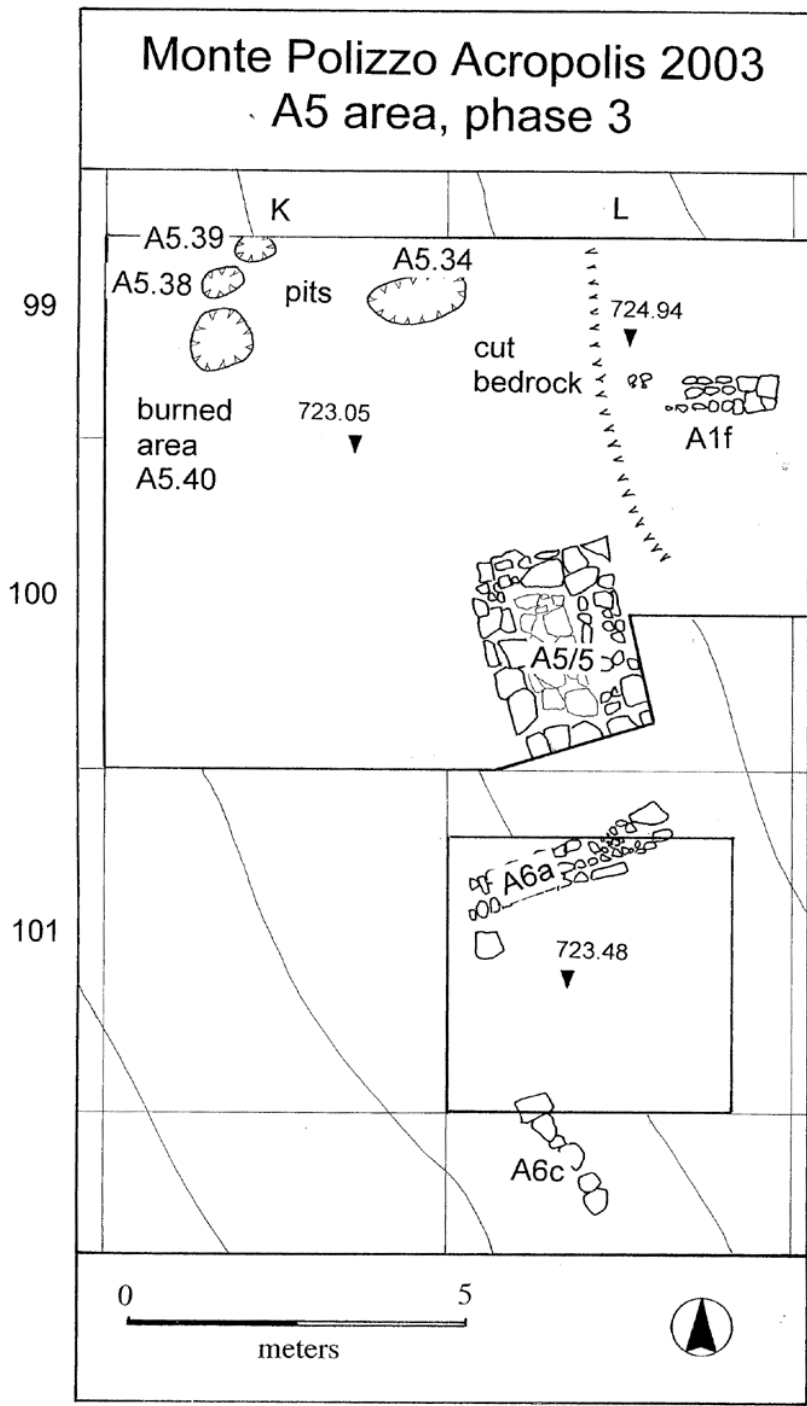 Monte Polizzo Acropolis 2003
A5 area, phase 3
K
L
A5.39
A5.34
A5.38
pits
99
724.94
cut
bedrock
burned
area
A5.40
723.05
A1f
100
A5/5
A6a
101
723.48
A6c
0
5
meters